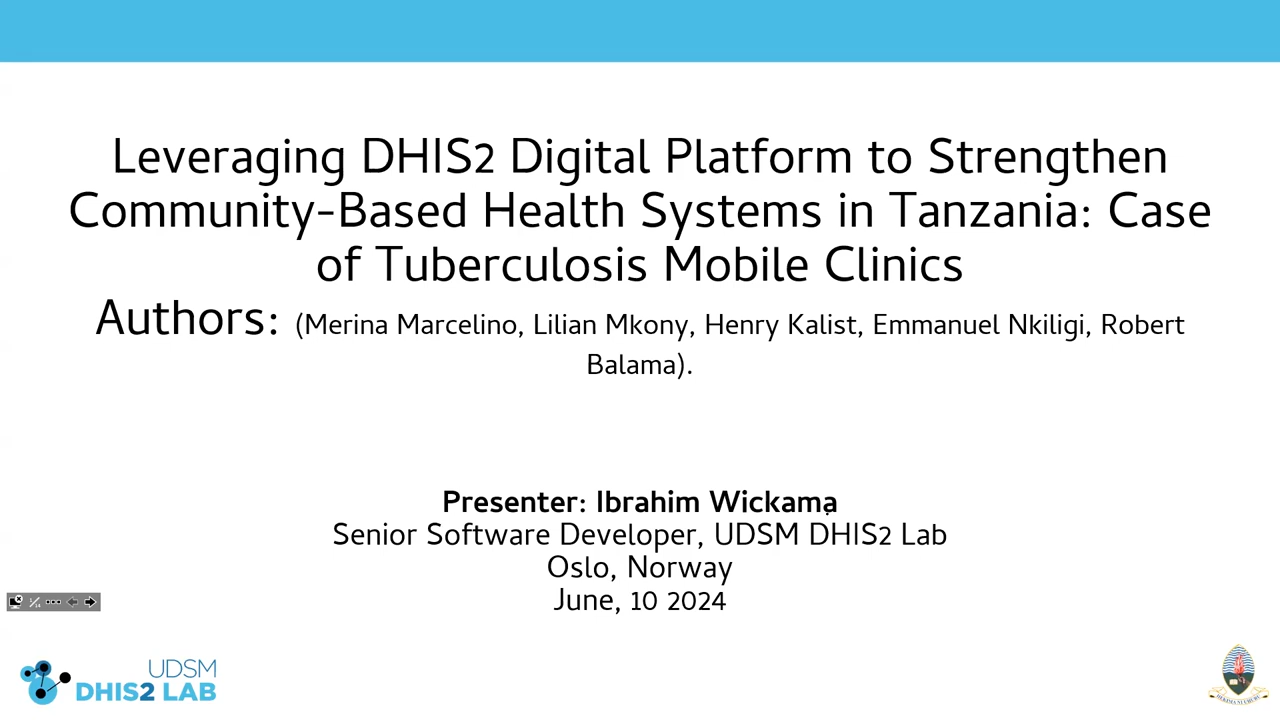 Leveraging DHIS2 Digital Platform to Strengthen
Community-Based Health Systems in Tanzania: Case
of Tuberculosis Mobile Clinics
Authors: (Merina Marcelino, Lilian Mkony, Henry Kalist, Emmanuel Nkiligi, Robert
Balama).
Presenter: Ibrahim Wickama
Senior Software Developer, UDSM DHIS2 Lab
Oslo, Norway
June, 10 2024
UDSM
DHIS2 LAB